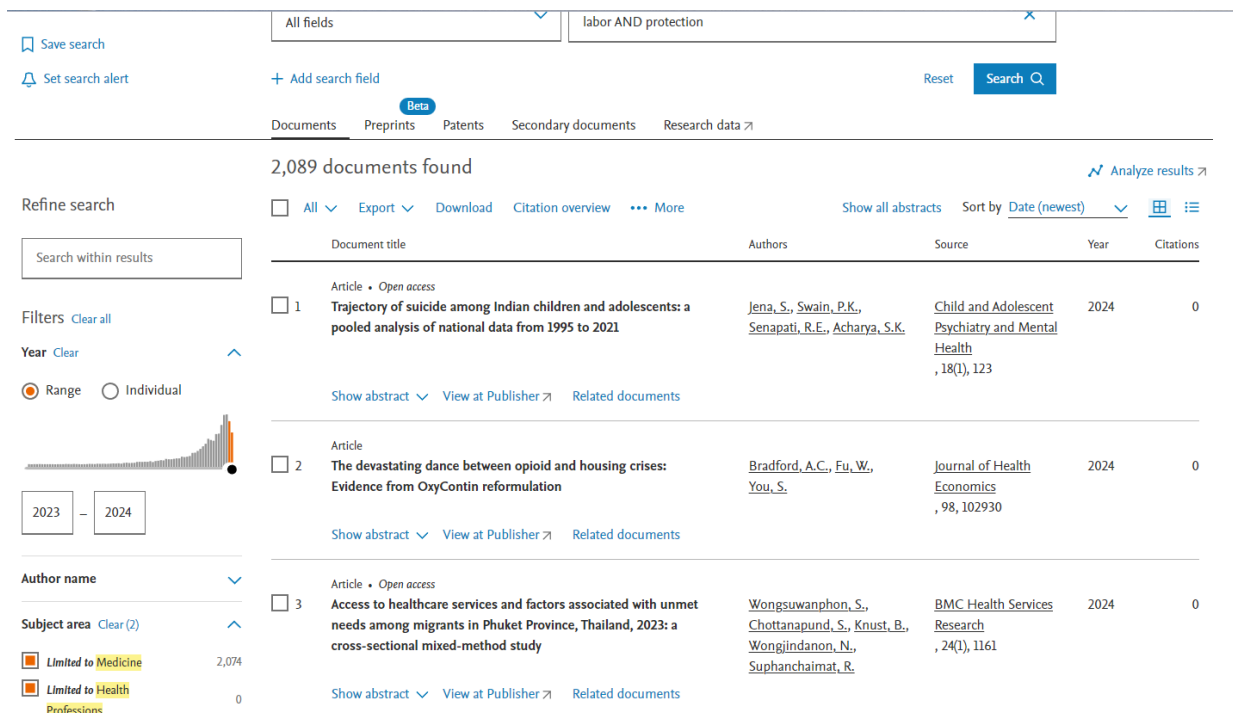 All fields
labor AND protection
Save search
Set search alert
+ Add search field
Reset
Search
Beta
Documents Preprints Patents Secondary documents Research data
2,089 documents found
Analyze results
Refine search
All Export Download Citation overview ••• More
Show all abstracts Sort by Date (newest)
Search within results
Document title Authors Source Year Citations
Filters Clear all
Year Clear
Range Individual
2023 – 2024
Author name
Subject area Clear (2)
Limited to Medicine 2,074
Limited to Health
Professions 0
Article • Open access
1 Trajectory of suicide among Indian children and adolescents: a
pooled analysis of national data from 1995 to 2021
Jena, S., Swain, P.K.,
Senapati, R.E., Acharya, S.K.
Child and Adolescent
Psychiatry and Mental
Health
, 18(1), 123
2024
0
Show abstract View at Publisher Related documents
Article
2 The devastating dance between opioid and housing crises:
Evidence from OxyContin reformulation
Bradford, A.C., Fu, W.,
You, S.
Journal of Health
Economics
, 98, 102930
2024
0
Show abstract View at Publisher Related documents
Article • Open access
3 Access to healthcare services and factors associated with unmet
needs among migrants in Phuket Province, Thailand, 2023: a
cross-sectional mixed-method study
Wongsuwanphon, S.,
Chottanapund, S., Knust, B.,
Wongjindanon, N.,
Suphanchaimat, R.
BMC Health Services
Research
, 24(1), 1161
2024
0
Show abstract View at Publisher Related documents